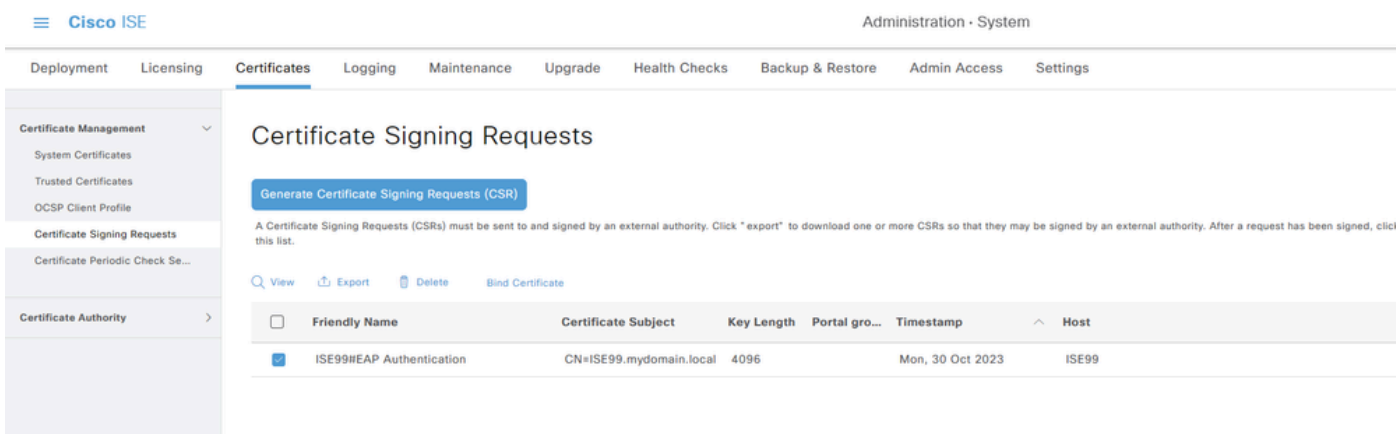 Cisco ISE
Administration · System
Deployment Licensing Certificates Logging Maintenance Upgrade Health Checks Backup & Restore Admin Access Settings
Certificate Management
System Certificates
Trusted Certificates
OCSP Client Profile
Certificate Signing Requests
Certificate Periodic Check Se...
Certificate Authority
Certificate Signing Requests
Generate Certificate Signing Requests (CSR)
A Certificate Signing Requests (CSRs) must be sent to and signed by an external authority. Click "export" to download one or more CSRs so that they may be signed by an external authority. After a request has been signed, click
this list.
View Export Delete Bind Certificate
Friendly Name Certificate Subject Key Length Portal gro... Timestamp Host
ISE99#EAP Authentication CN=ISE99.mydomain.local 4096 Mon, 30 Oct 2023 ISE99